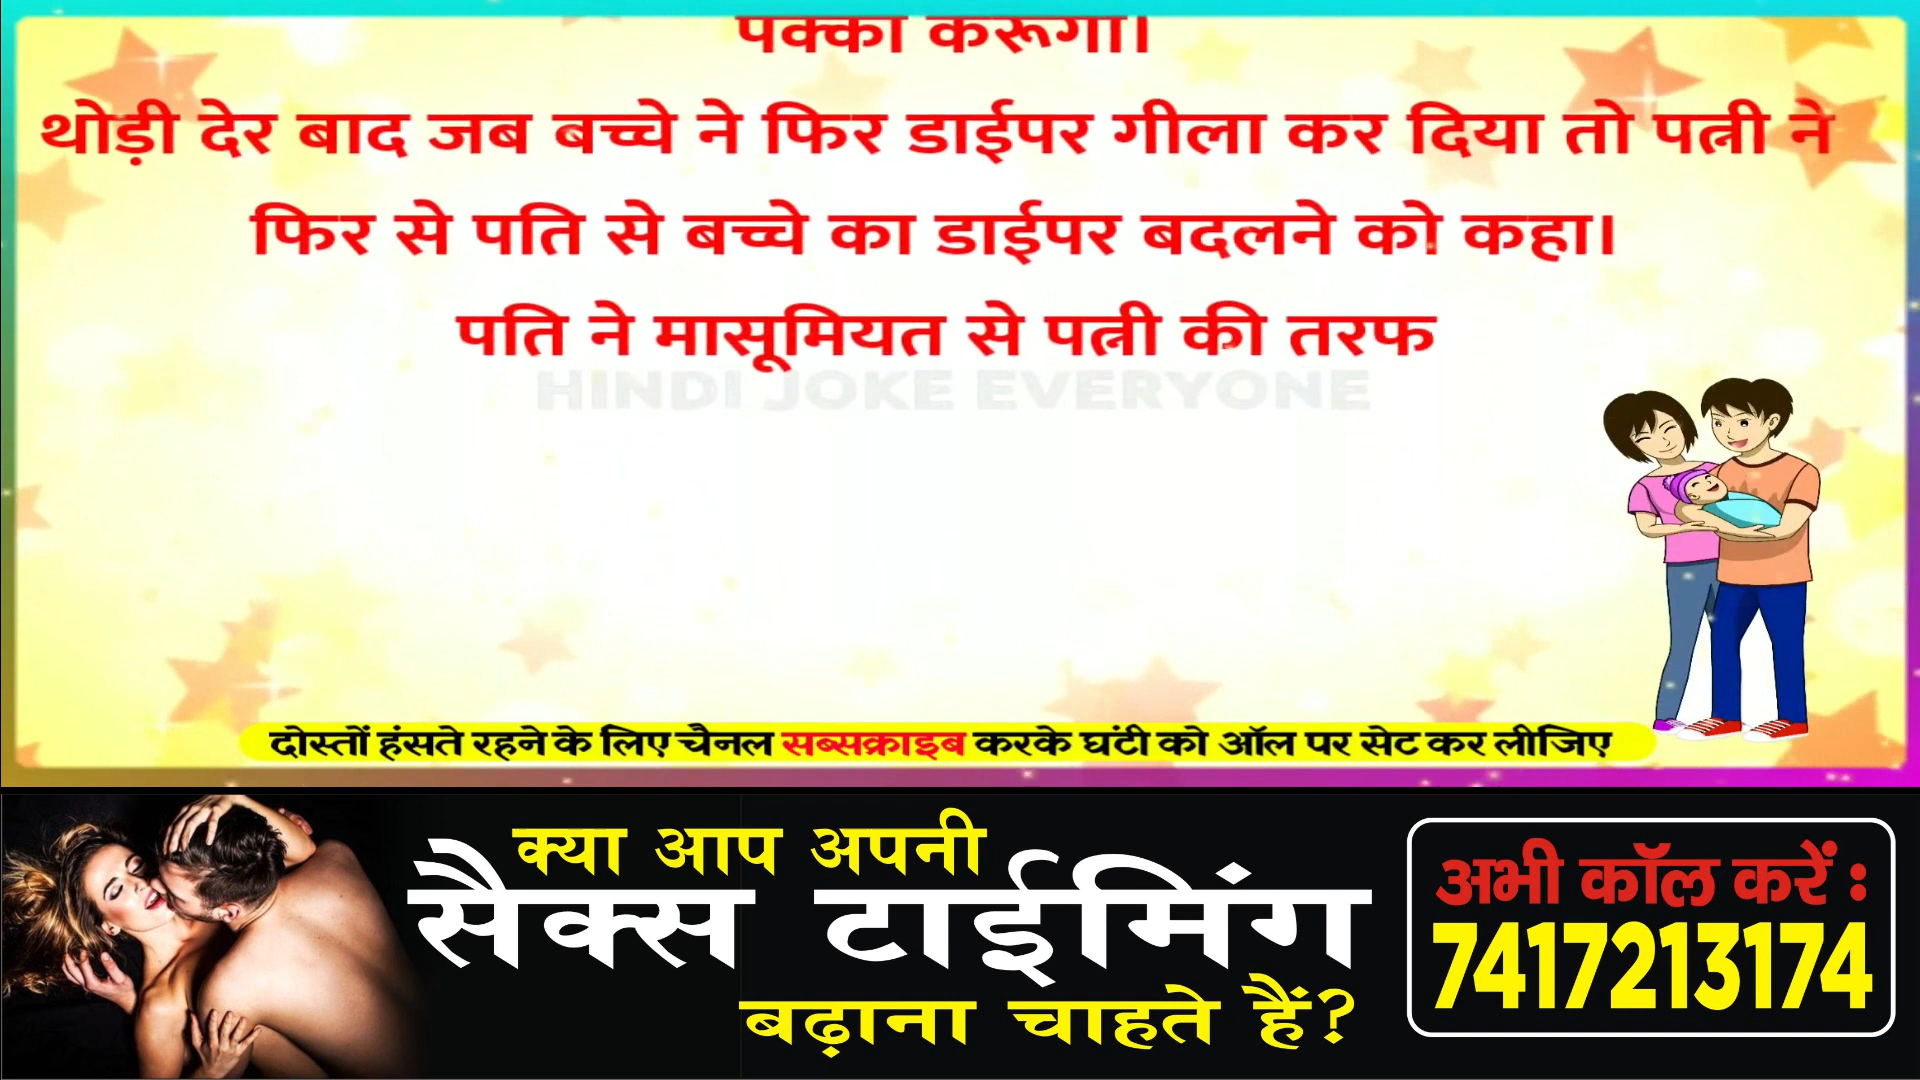 पक्का करूंगा।
थोड़ी देर बाद जब बच्चे ने फिर डाईपर गीला कर दिया तो पत्नी ने
फिर से पति से बच्चे का डाईपर बदलने को कहा।
पति ने मासूमियत से पत्नी की तरफ
HINDI JOKE EVERYONE
दोस्तों हंसते रहने के लिए चैनल सब्सक्राइब करके घंटी को ऑल पर सेट कर लीजिए
क्या आप अपनी
सैक्स टाईमिंग
बढ़ाना चाहते हैं?
अभी कॉल करें :
7417213174